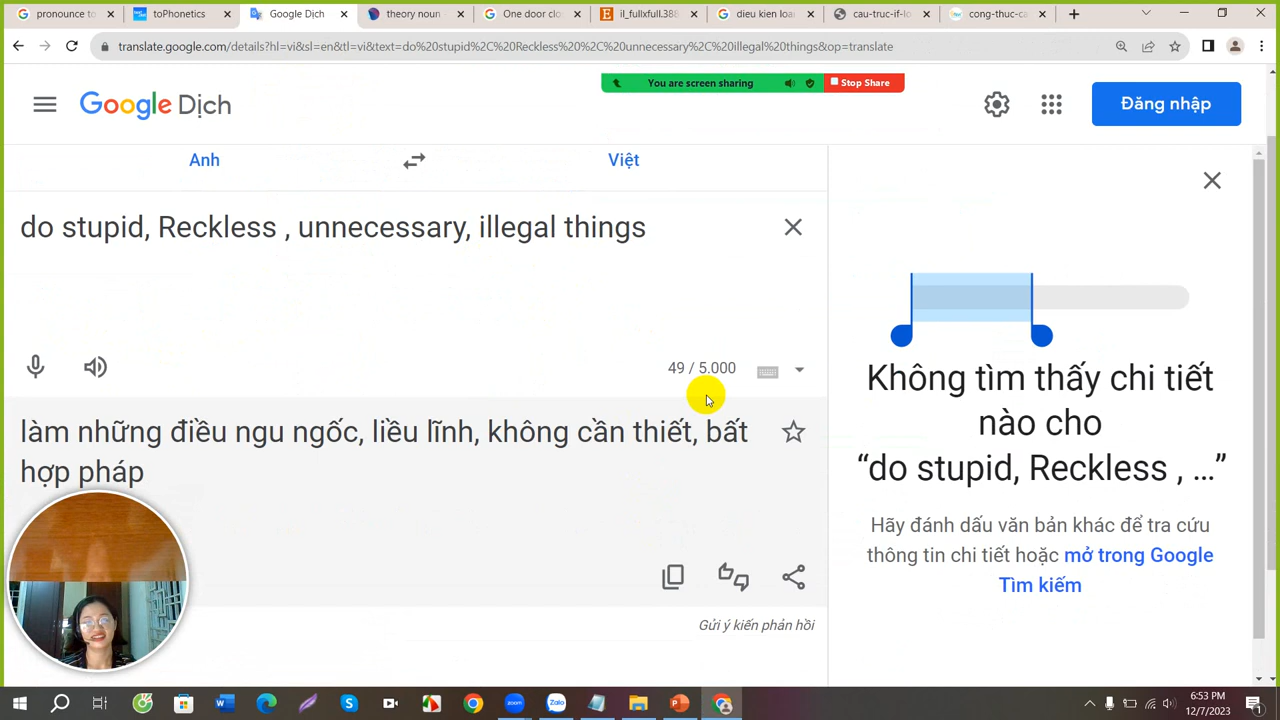 pronounce to
toPhonetics
Google Dịch
theory noun
One door clo
il_fullxfull.388
dieu kien loai
cau-truc-if-lo
cong-thuc-ca
translate.google.com/details?hl=vi&sl=en&tl=vi&text=do%20stupid%2C%20Reckless%20%2C%20unnecessary%2C%20illegal%20things&op=translate
You are screen sharing
Stop Share
Google Dịch
Đăng nhập
Anh
Việt
do stupid, Reckless , unnecessary, illegal things
49 / 5.000
làm những điều ngu ngốc, liều lĩnh, không cần thiết, bất
hợp pháp
Gửi ý kiến phản hồi
Không tìm thấy chi tiết
nào cho
“do stupid, Reckless , ...”
Hãy đánh dấu văn bản khác để tra cứu
thông tin chi tiết hoặc mở trong Google
Tìm kiếm
zoom
Zalo
6:53 PM
12/7/2023